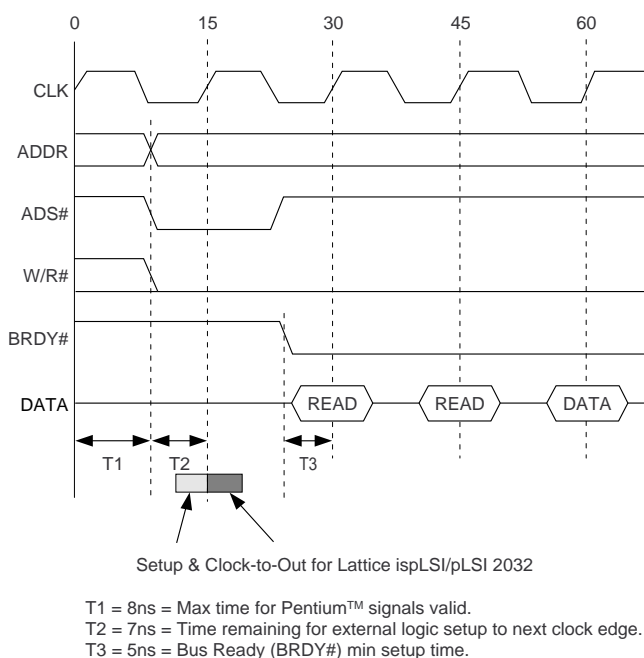 0 15 30 45 60
CLK
ADDR
ADS#
W/R#
BRDY#
DATA READ READ DATA
T1 T2 T3
Setup & Clock-to-Out for Lattice ispLSI/pLSI 2032
T1 = 8ns = Max time for Pentium™ signals valid.
T2 = 7ns = Time remaining for external logic setup to next clock edge.
T3 = 5ns = Bus Ready (BRDY#) min setup time.